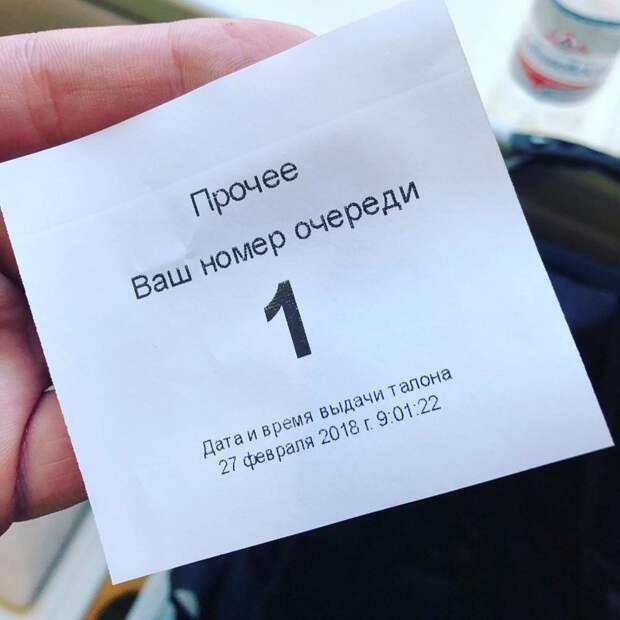 Прочее
Ваш номер очереди
1
Дата и время выдачи талона
27 февраля 2018 г. 9:01:22